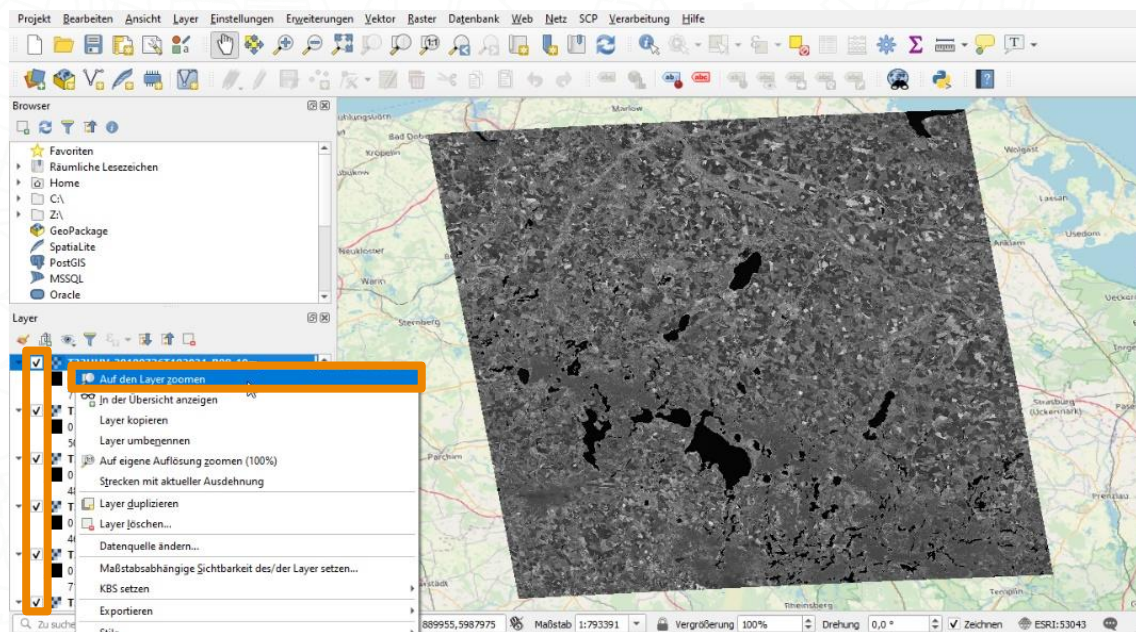 Projekt Bearbeiten Ansicht Layer Einstellungen Erweiterungen Vektor Raster Datenbank Web Netz SCP Verarbeitung Hilfe
Browser
Favoriten
Räumliche Lesezeichen
Home
C:\
Z:\
GeoPackage
SpatiaLite
PostGIS
MSSQL
Oracle
Layer
Auf den Layer zoomen
In der Übersicht anzeigen
Layer kopieren
Layer umbenennen
Auf eigene Auflösung zoomen (100%)
Strecken mit aktueller Ausdehnung
Layer duplizieren
Layer löschen...
Datenquelle ändern...
Maßstabsabhängige Sichtbarkeit des/der Layer setzen...
KBS setzen
Exportieren
Marlow
Bad
Kröpelin
Wolgast
Lassan
Usedom
Anklam
Neukloster
Warin
Sternberg
Strasburg
(Uckermark)
Parchim
Prenzlau
Templin
Rheinsberg
Zu suche
889955,5987975 Maßstab 1:793391 Vergrößerung 100% Drehung 0,0 ° Zeichnen ESRI:53043